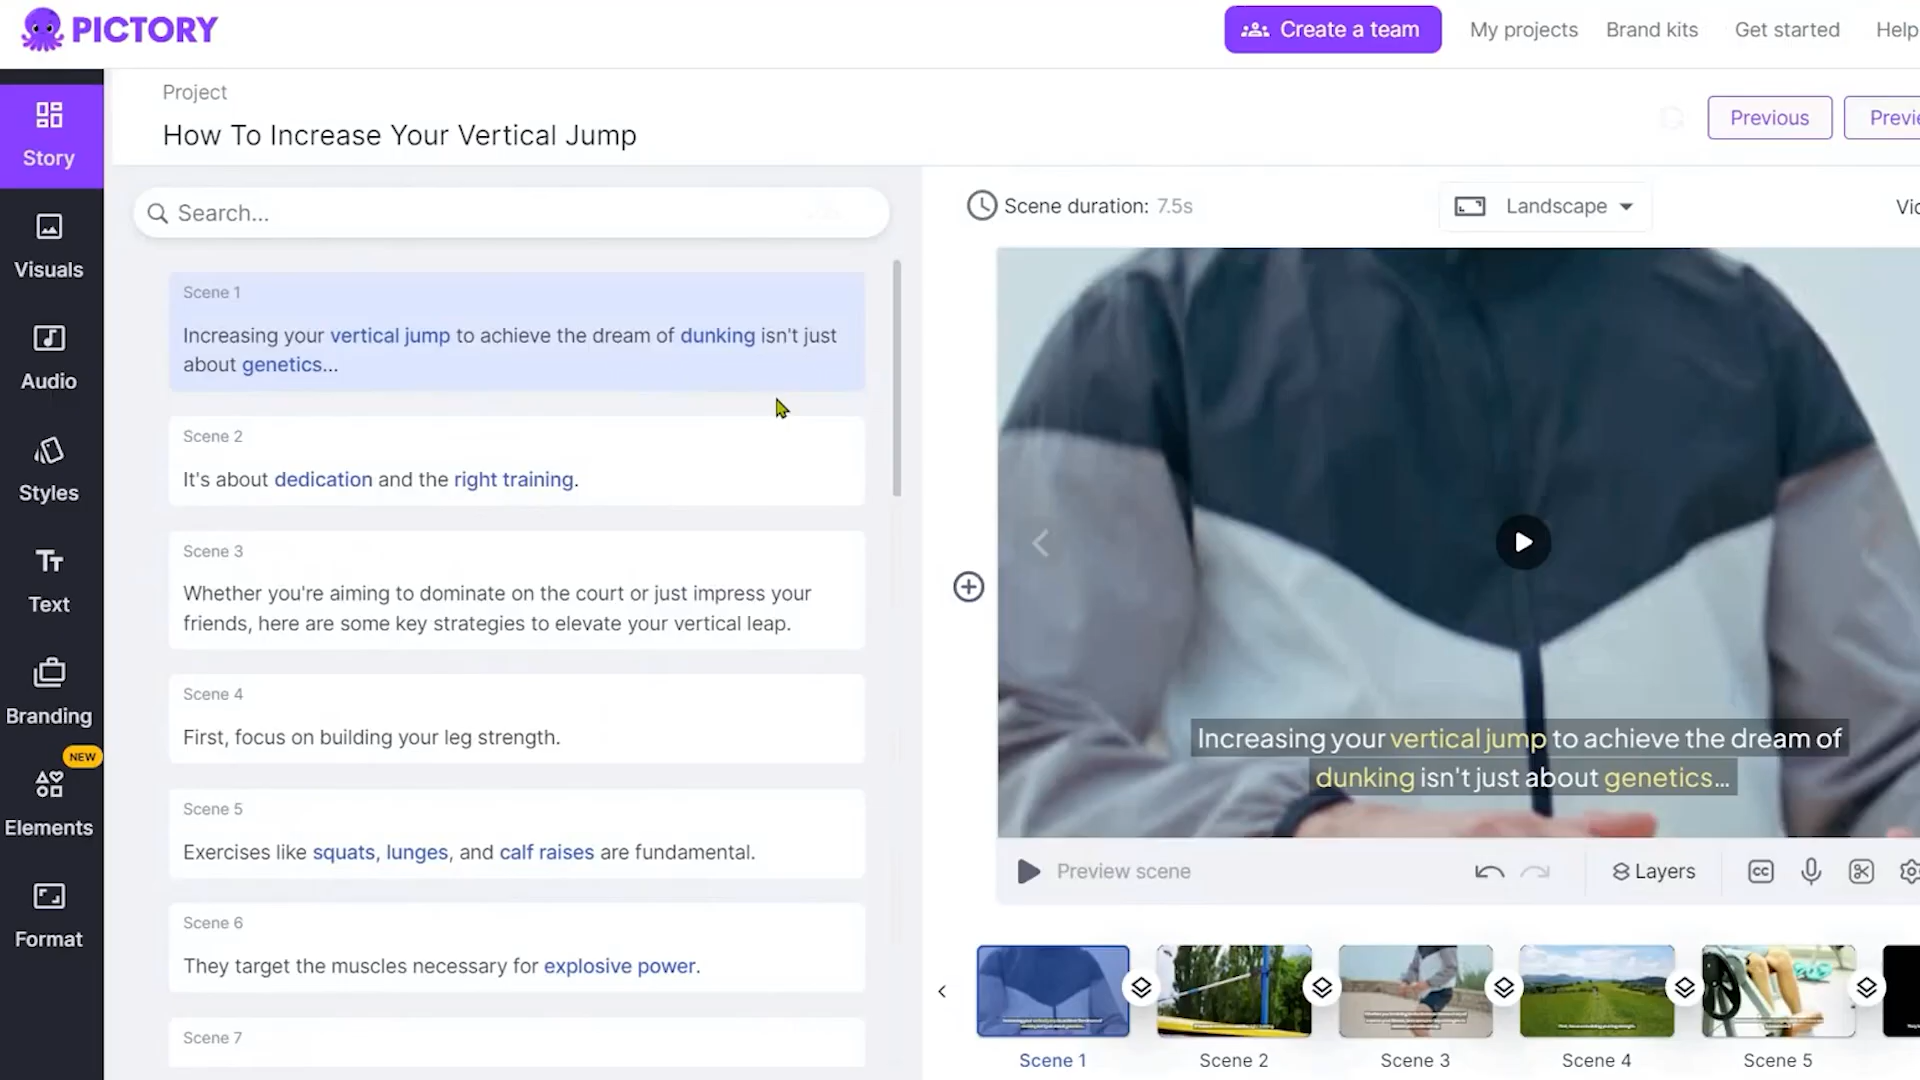 PICTORY
Create a team
My projects
Brand kits
Get started
Help
Project
How To Increase Your Vertical Jump
Previous
Previe
Story
Visuals
Audio
Styles
Text
Branding
NEW
Elements
Format
Search...
Scene 1
Increasing your vertical jump to achieve the dream of dunking isn't just
about genetics...
Scene 2
It's about dedication and the right training.
Scene 3
Whether you're aiming to dominate on the court or just impress your
friends, here are some key strategies to elevate your vertical leap.
Scene 4
First, focus on building your leg strength.
Scene 5
Exercises like squats, lunges, and calf raises are fundamental.
Scene 6
They target the muscles necessary for explosive power.
Scene 7
Scene duration: 7.5s
Landscape
Vic
Increasing your vertical jump to achieve the dream of
dunking isn't just about genetics...
Preview scene
Layers
CC
Scene 1
Scene 2
Scene 3
Scene 4
Scene 5